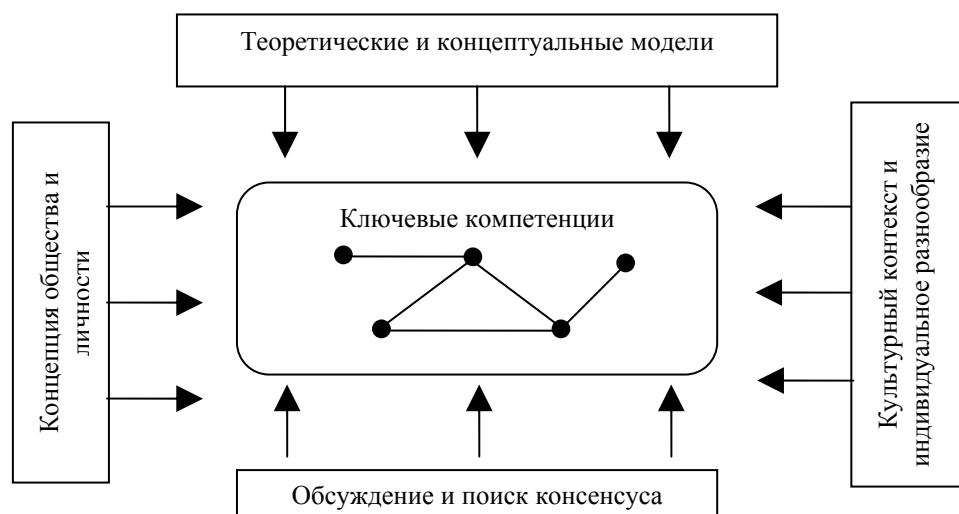 Теоретические и концептуальные модели
Концепция общества и
личности
Ключевые компетенции
Культурный контекст и
индивидуальное разнообразие
Обсуждение и поиск консенсуса